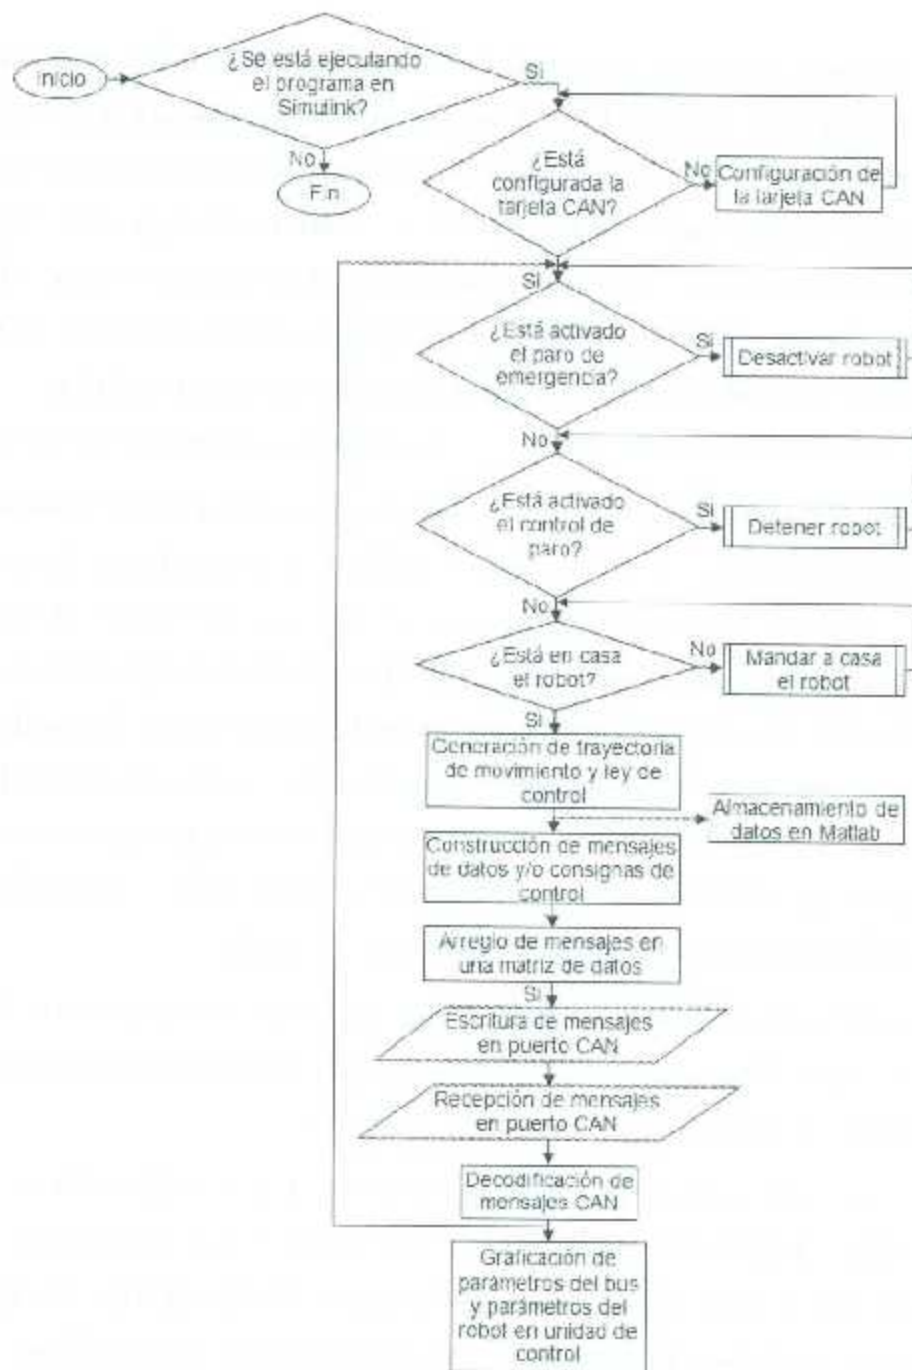 Inicio
¿Se está ejecutando
el programa en
Simulink?
Si
No
Fin
¿Está
configurada la
tarjeta CAN?
No
Configuración de
la tarjeta CAN
Si
¿Está activado
el paro de
emergencia?
Si
Desactivar robot
No
¿Está activado
el control de
paro?
Si
Detener robot
No
¿Está en casa
el robot?
No
Mandar a casa
el robot
Si
Generación de trayectoria
de movimiento y ley de
control
Almacenamiento de
datos en Matlab
Construcción de mensajes
de datos y/o consignas de
control
Arreglo de mensajes en
una matriz de datos
Si
Escritura de mensajes
en puerto CAN
Recepción de mensajes
en puerto CAN
Decodificación de
mensajes CAN
Graficación de
parámetros del bus
y parámetros del
robot en unidad de
control